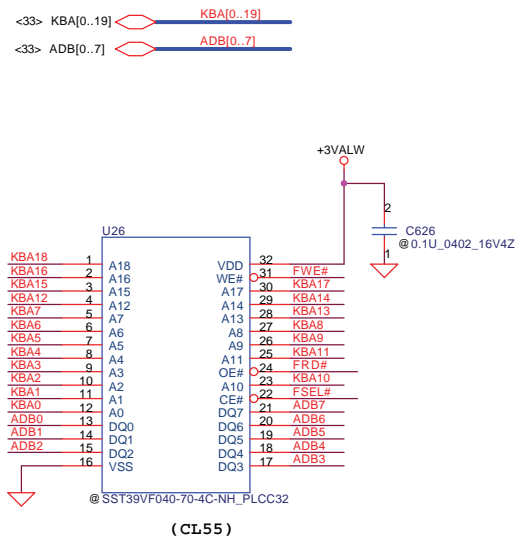 <33> KBA[0..19] KBA[0..19]
<33> ADB[0..7] ADB[0..7]
+3VALW
2
C626
@0.1U_0402_16V4Z
1
U26
KBA18 1 A18 VDD 32
KBA16 2 A16 WE# 31 FWE#
KBA15 3 A15 A17 30 KBA17
KBA12 4 A12 A14 29 KBA14
KBA7 5 A7 A13 28 KBA13
KBA6 6 A6 A8 27 KBA8
KBA5 7 A5 A9 26 KBA9
KBA4 8 A4 A11 25 KBA11
KBA3 9 A3 OE# 24 FRD#
KBA2 10 A2 A10 23 KBA10
KBA1 11 A1 CE# 22 FSEL#
KBA0 12 A0 DQ7 21 ADB7
ADB0 13 DQ0 DQ6 20 ADB6
ADB1 14 DQ1 DQ5 19 ADB5
ADB2 15 DQ2 DQ4 18 ADB4
16 VSS DQ3 17 ADB3
@SST39VF040-70-4C-NH_PLCC32
(CL55)